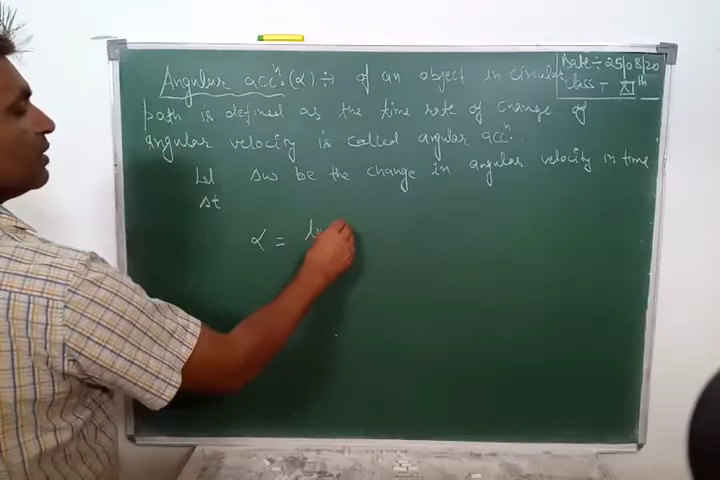 Date ÷ 25/08/20
Class - XIth
Angular accn. (α) ÷ of an object in circular
path is defined as the time rate of change of
angular velocity is called angular accn.
Let Δω be the change in angular velocity in time
Δt
α = li